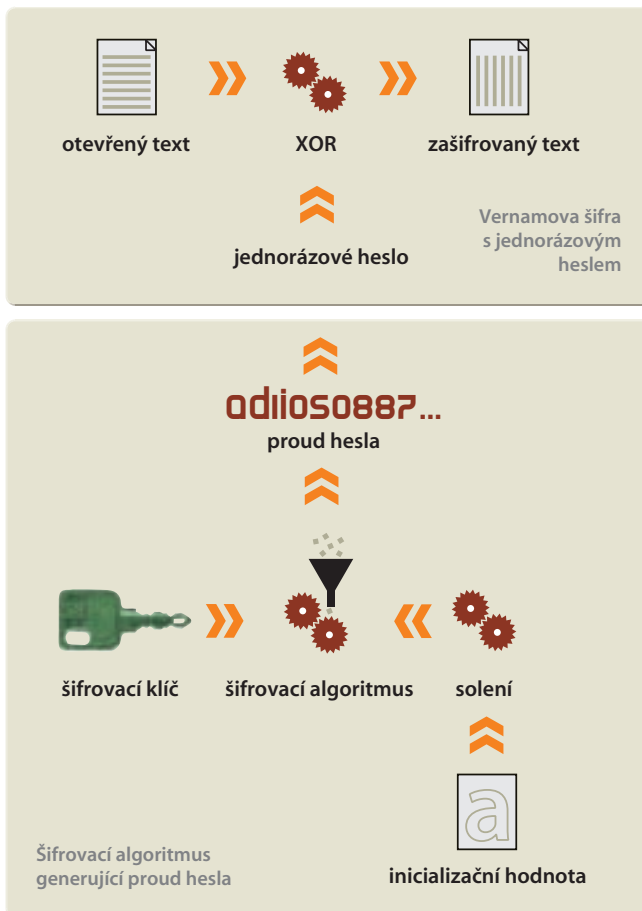 otevřený text
XOR
zašifrovaný text
jednorázové heslo
Vernamova šifra
s jednorázovým
heslem
adlioso887...
proud hesla
šifrovací klíč
šifrovací algoritmus
solení
a
inicializační hodnota
Šifrovací algoritmus
generující proud hesla